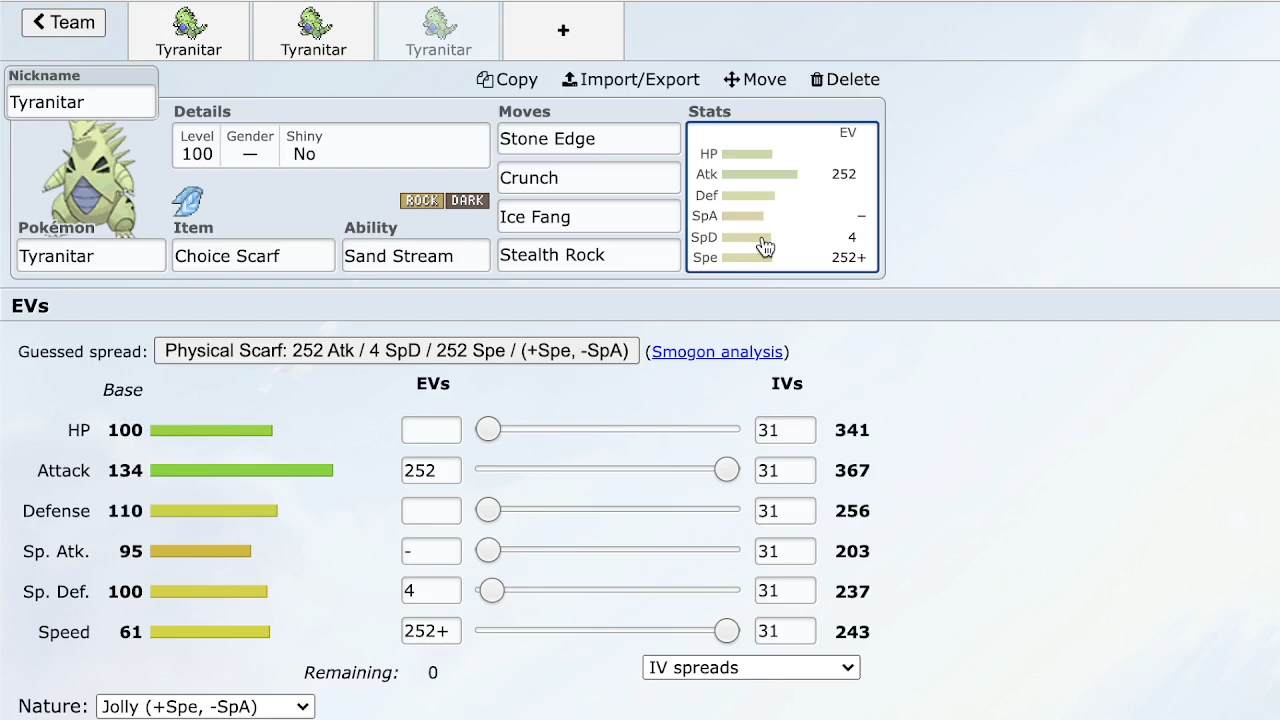 Team
Tyranitar
Tyranitar
Tyranitar
+
Copy Import/Export Move Delete
Nickname
Tyranitar
Details
Level Gender Shiny
100 — No
ROCK DARK
Pokémon Item Ability
Tyranitar Choice Scarf Sand Stream
Moves
Stone Edge
Crunch
Ice Fang
Stealth Rock
Stats
EV
HP
Atk 252
Def
SpA –
SpD 4
Spe 252+
EVs
Guessed spread: Physical Scarf: 252 Atk / 4 SpD / 252 Spe / (+Spe, -SpA) (Smogon analysis)
Base EVs IVs
HP 100 31 341
Attack 134 252 31 367
Defense 110 31 256
Sp. Atk. 95 - 31 203
Sp. Def. 100 4 31 237
Speed 61 252+ 31 243
Remaining: 0 IV spreads
Nature: Jolly (+Spe, -SpA)